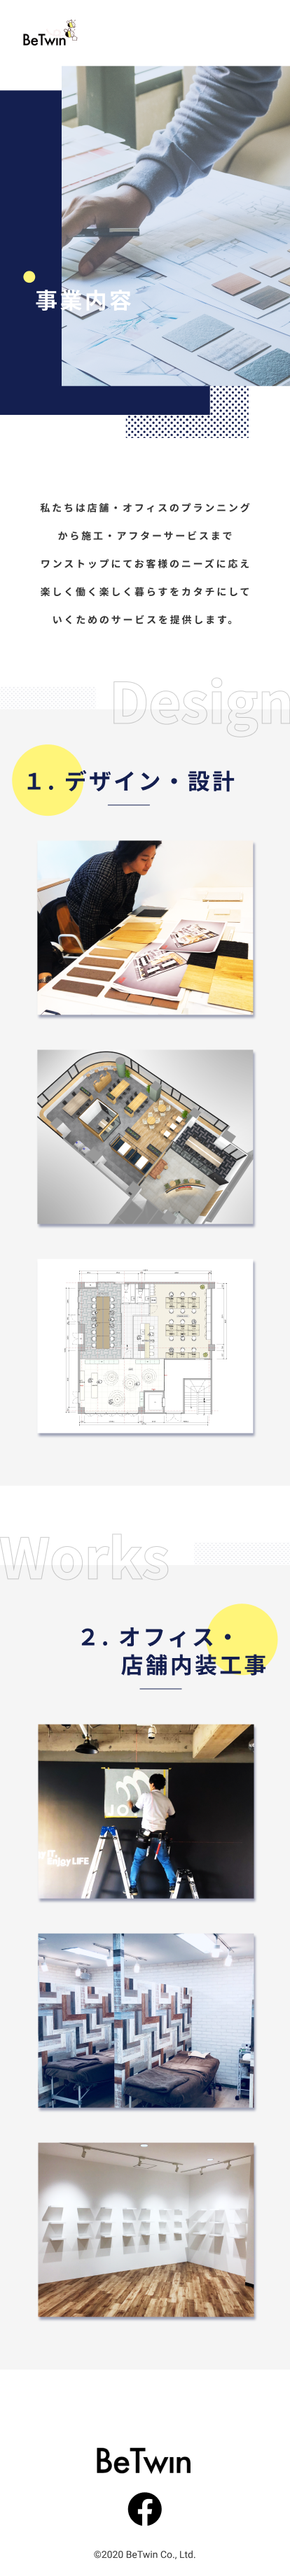 BeTwin
事業内容
私たちは店舗・オフィスのプランニング
から施工・アフターサービスまで
ワンストップにてお客様のニーズに応え
楽しく働く楽しく暮らすをカタチにして
いくためのサービスを提供します。
Design
1. デザイン・設計
Works
2. オフィス・
店舗内装工事
JO
Enjoy LIFE
BeTwin
©2020 BeTwin Co., Ltd.